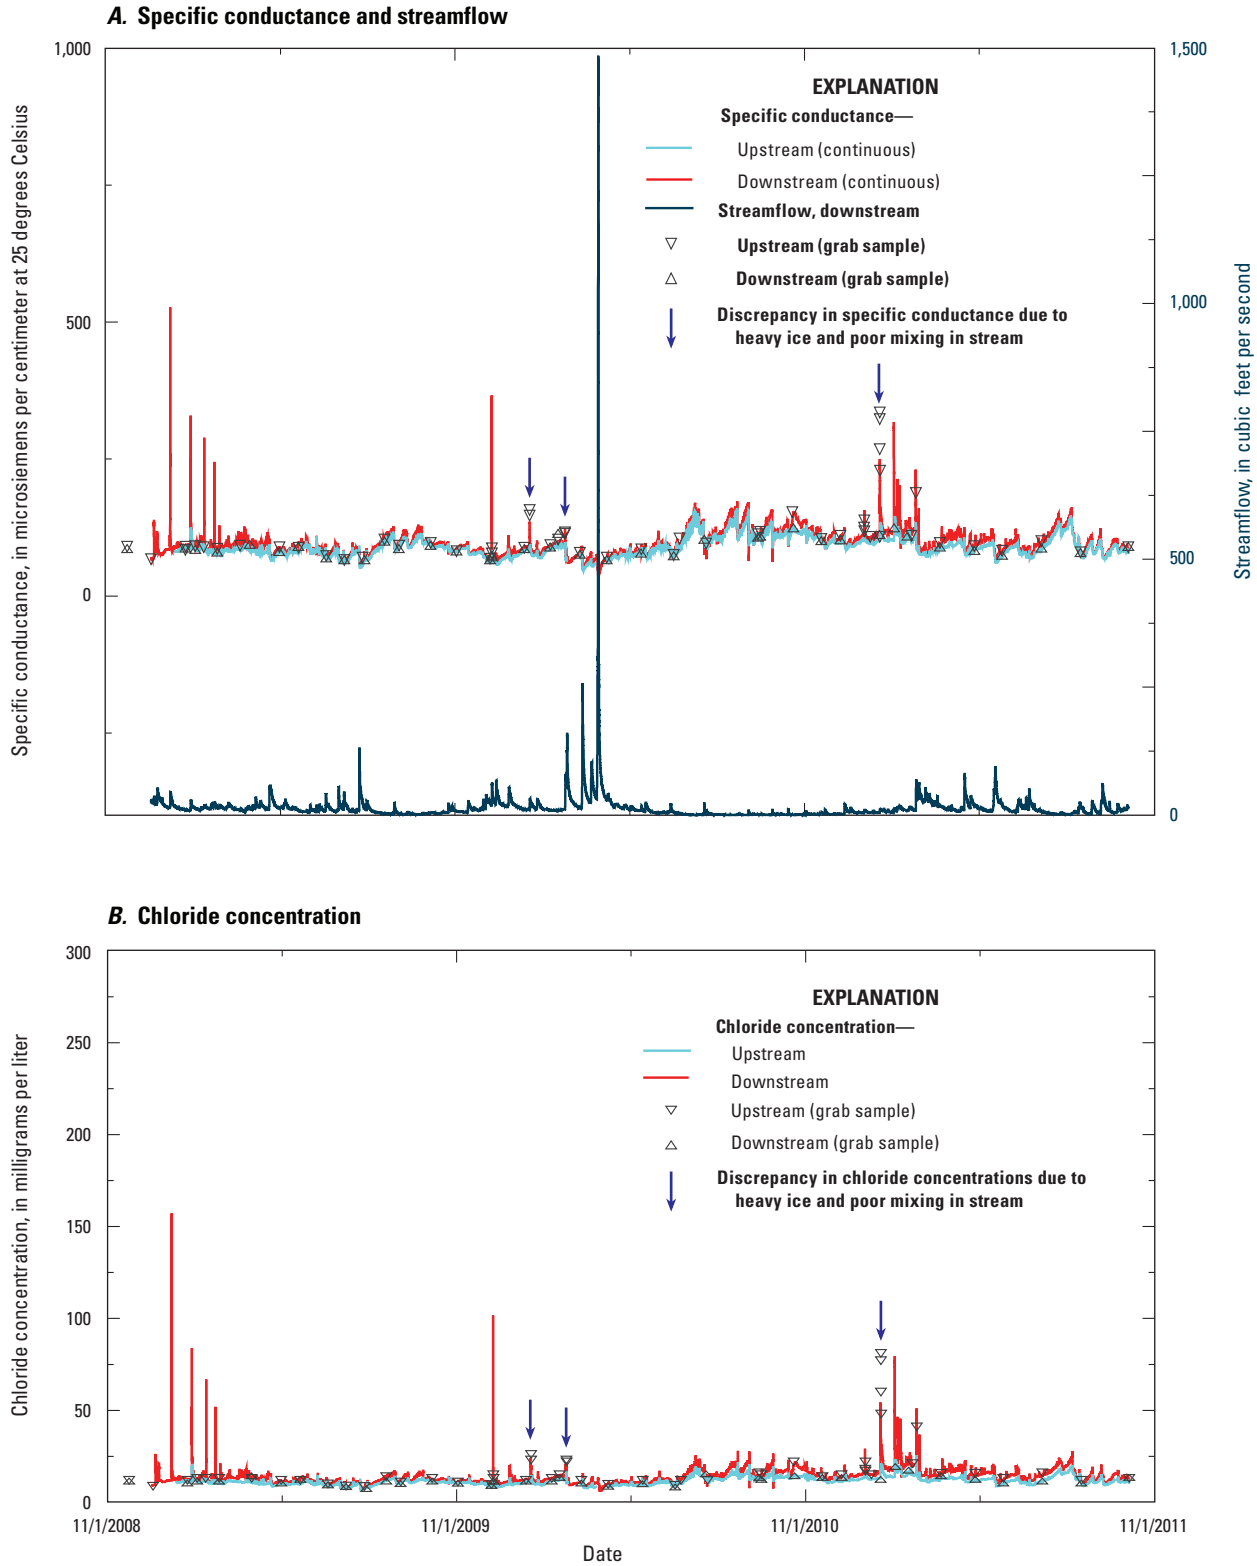 A. Specific conductance and streamflow
1,000
500
0
Specific conductance, in microsiemens per centimeter at 25 degrees Celsius
1,500
1,000
500
0
Streamflow, in cubic feet per second
EXPLANATION
Specific conductance—
Upstream (continuous)
Downstream (continuous)
Streamflow, downstream
Upstream (grab sample)
Downstream (grab sample)
Discrepancy in specific conductance due to
heavy ice and poor mixing in stream
B. Chloride concentration
300
250
200
150
100
50
0
Chloride concentration, in milligrams per liter
EXPLANATION
Chloride concentration—
Upstream
Downstream
Upstream (grab sample)
Downstream (grab sample)
Discrepancy in chloride concentrations due to
heavy ice and poor mixing in stream
11/1/2008 11/1/2009 11/1/2010 11/1/2011
Date